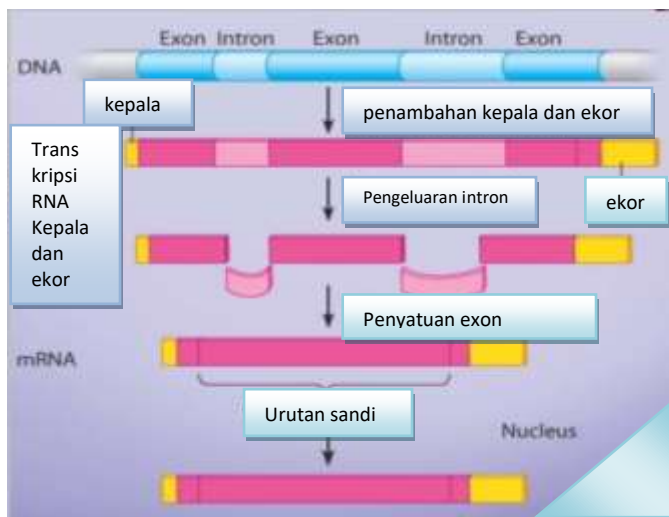 Exon Intron Exon Intron Exon
DNA
kepala
penambahan kepala dan ekor
Trans
kripsi
RNA
Kepala
dan
ekor
Pengeluaran intron
ekor
Penyatuan exon
mRNA
Urutan sandi
Nucleus